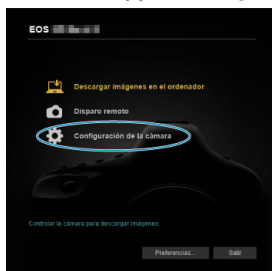 EOS
Descargar imágenes en el ordenador
Disparo remoto
Configuración de la cámara
Controlar la cámara para descargar imágenes.
Preferencias...
Salir